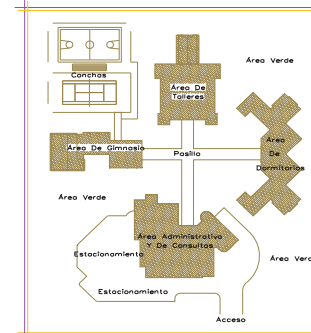 Área Verde
Canchas
Área De
Talleres
Área
De
Dormitorios
Área De Gimnasio
Pasillo
Área Verde
Área Administrativa
Y De Consultas
Estacionamiento
Área Verd
Estacionamiento
Acceso